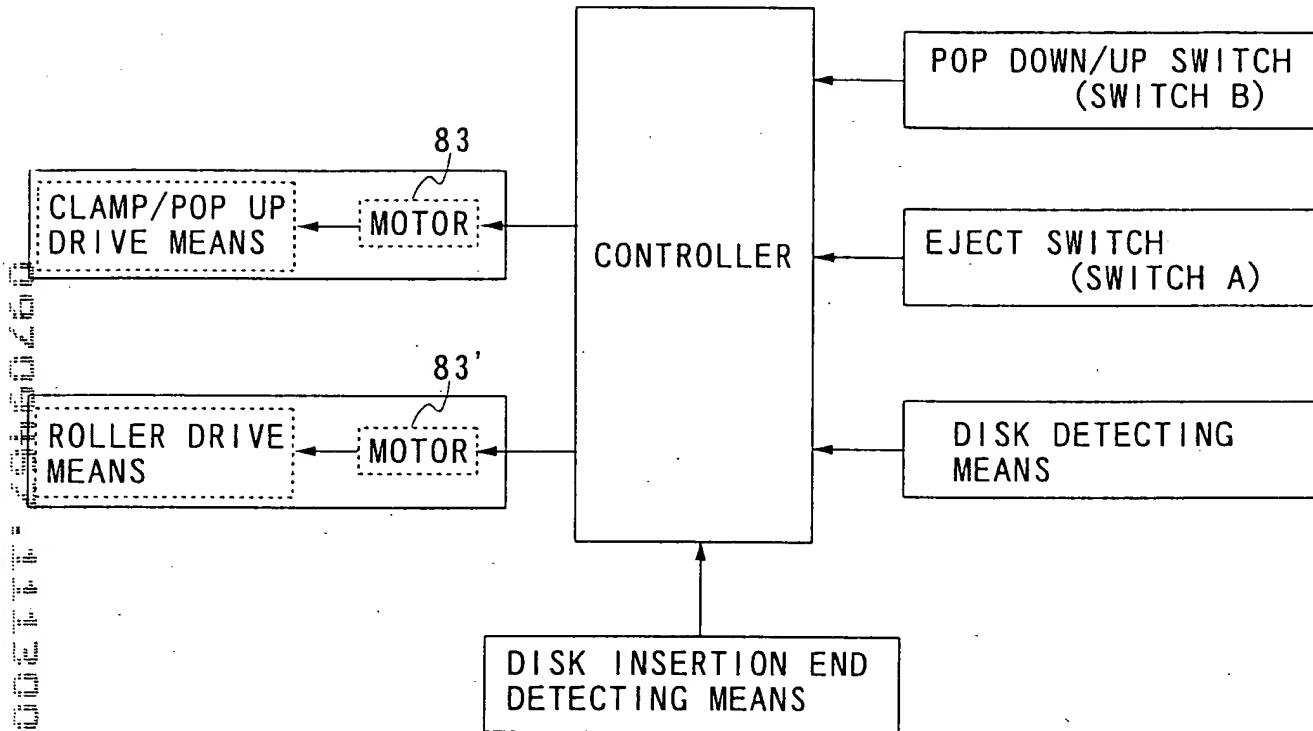 POP DOWN/UP SWITCH
(SWITCH B)
83
CLAMP/POP UP
DRIVE MEANS
MOTOR
CONTROLLER
EJECT SWITCH
(SWITCH A)
83'
ROLLER DRIVE
MEANS
MOTOR
DISK DETECTING
MEANS
DISK INSERTION END
DETECTING MEANS